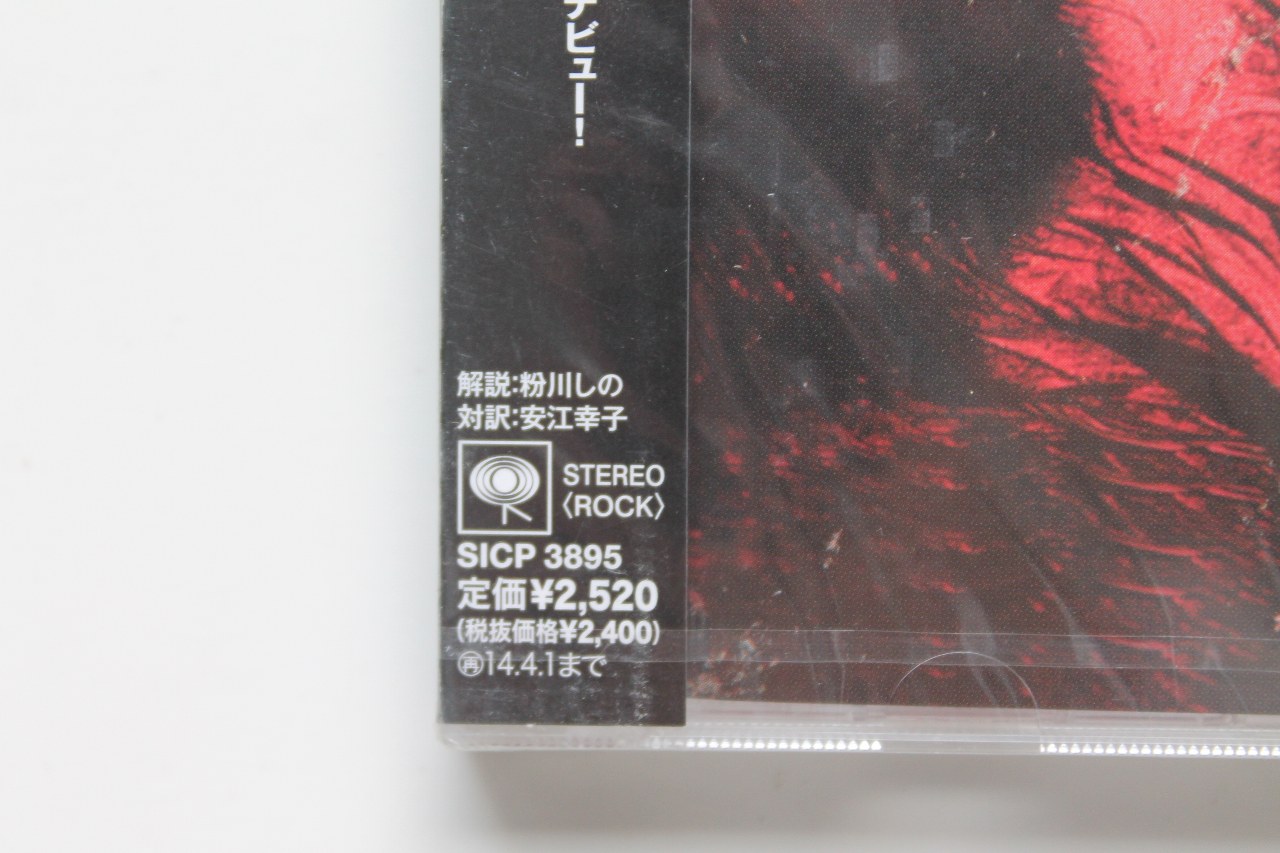 デビュー!
解説:粉川しの
対訳:安江幸子
STEREO
〈ROCK〉
SICP 3895
定価¥2,520
(税抜価格¥2,400)
㋐14.4.1まで